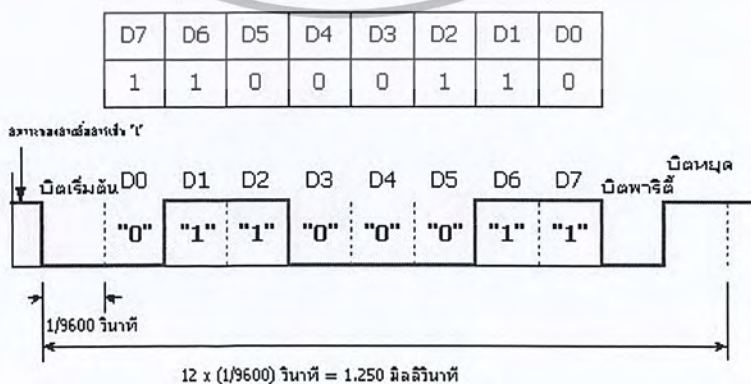 D7 D6 D5 D4 D3 D2 D1 D0
1 1 0 0 0 1 1 0
บิตหยุด
บิตเริ่มต้น D0 D1 D2 D3 D4 D5 D6 D7 บิตพาริตี้
"0" "1" "1" "0" "0" "0" "1" "1"
1/9600 วินาที
12 x (1/9600) วินาที = 1.250 มิลลิวินาที